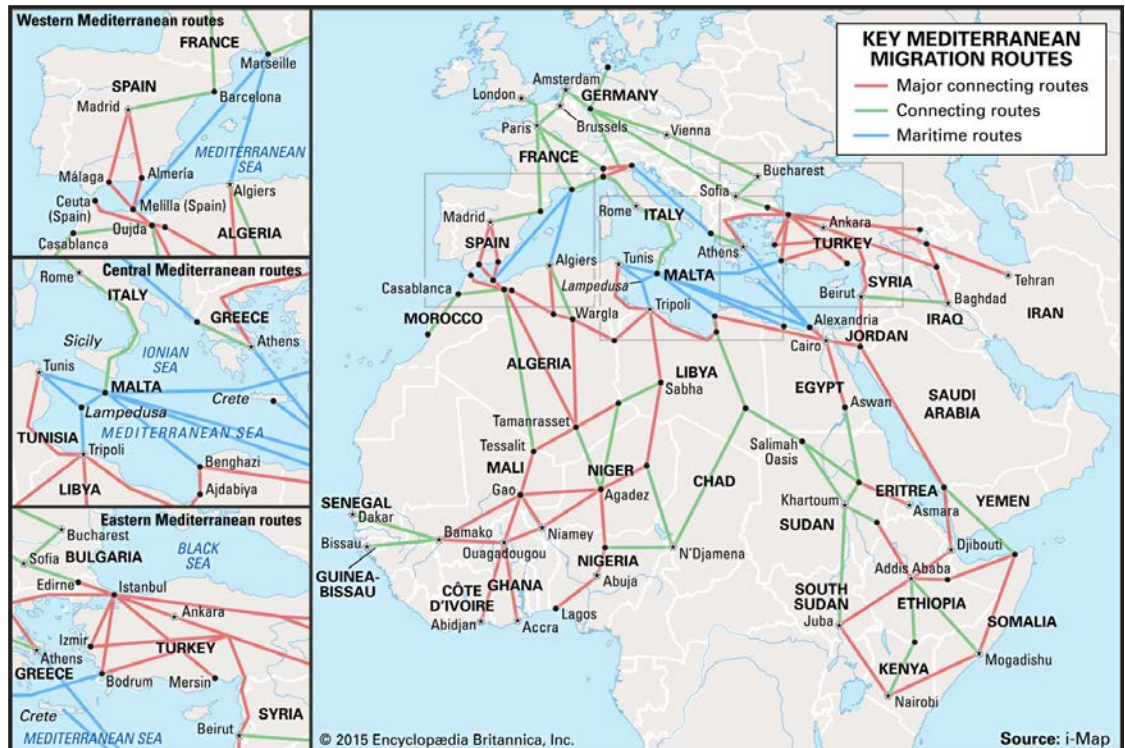 Western Mediterranean routes
FRANCE
Marseille
SPAIN
Madrid
Barcelona
MEDITERRANEAN
SEA
Málaga
Almería
Algiers
Ceuta
(Spain)
Melilla (Spain)
Oujda
Casablanca
ALGERIA
Central Mediterranean routes
Rome
ITALY
GREECE
Athens
Sicily
IONIAN
SEA
Tunis
MALTA
Crete
Lampedusa
MEDITERRANEAN SEA
TUNISIA
Tripoli
Benghazi
LIBYA
Ajdabiya
Eastern Mediterranean routes
Bucharest
BULGARIA
BLACK
SEA
Sofia
Edirne
Istanbul
Ankara
Izmir
TURKEY
Athens
GREECE
Bodrum
Mersin
SYRIA
Crete
Beirut
MEDITERRANEAN SEA
KEY MEDITERRANEAN
MIGRATION ROUTES
Major connecting routes
Connecting routes
Maritime routes
Amsterdam
London
GERMANY
Paris
Brussels
Vienna
FRANCE
Bucharest
Sofia
Rome
ITALY
Madrid
Ankara
SPAIN
Athens
TURKEY
Tunis
Algiers
MALTA
SYRIA
Tehran
Lampedusa
Casablanca
Beirut
Baghdad
Tripoli
IRAQ
IRAN
MOROCCO
Wargla
Alexandria
JORDAN
Cairo
ALGERIA
LIBYA
EGYPT
Sabha
SAUDI
ARABIA
Aswan
Tamanrasset
Tessalit
Salimah
Oasis
MALI
NIGER
CHAD
Gao
Agadez
ERITREA
YEMEN
SENEGAL
Khartoum
Dakar
Asmara
SUDAN
Bamako
Niamey
Bissau
Ouagadougou
N'Djamena
Djibouti
NIGERIA
GUINEA-
BISSAU
Addis Ababa
CÔTE
D'IVOIRE
GHANA
Abuja
SOUTH
SUDAN
ETHIOPIA
Lagos
SOMALIA
Abidjan
Accra
Juba
Mogadishu
KENYA
Nairobi
© 2015 Encyclopædia Britannica, Inc.
Source: i-Map